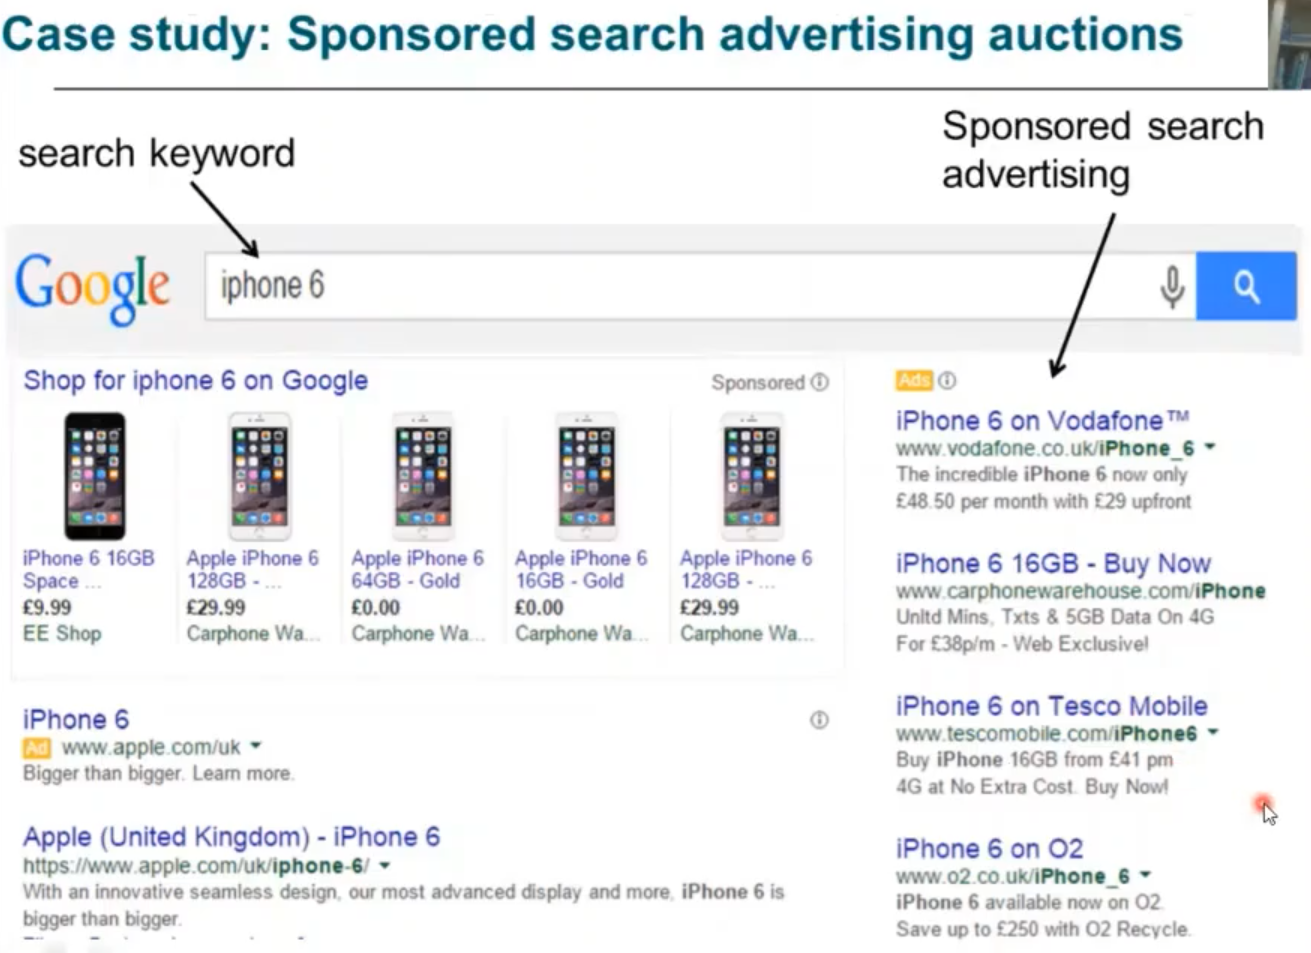 Case study: Sponsored search advertising auctions
search keyword
Sponsored search
advertising
Google
iphone 6
Shop for iphone 6 on Google
Sponsored
iPhone 6 16GB
Space ...
£9.99
EE Shop
Apple iPhone 6
128GB - ...
£29.99
Carphone Wa...
Apple iPhone 6
64GB - Gold
£0.00
Carphone Wa...
Apple iPhone 6
16GB - Gold
£0.00
Carphone Wa...
Apple iPhone 6
128GB - ...
£29.99
Carphone Wa...
iPhone 6
Ad www.apple.com/uk
Bigger than bigger. Learn more.
Apple (United Kingdom) - iPhone 6
https://www.apple.com/uk/iphone-6/
With an innovative seamless design, our most advanced display and more, iPhone 6 is
bigger than bigger.
Ads
iPhone 6 on Vodafone™
www.vodafone.co.uk/iPhone_6
The incredible iPhone 6 now only
£48.50 per month with £29 upfront
iPhone 6 16GB - Buy Now
www.carphonewarehouse.com/iPhone
Unltd Mins, Txts & 5GB Data On 4G
For £38p/m - Web Exclusive!
iPhone 6 on Tesco Mobile
www.tescomobile.com/iPhone6
Buy iPhone 16GB from £41 pm
4G at No Extra Cost. Buy Now!
iPhone 6 on O2
www.o2.co.uk/iPhone_6
iPhone 6 available now on O2.
Save up to £250 with O2 Recycle.